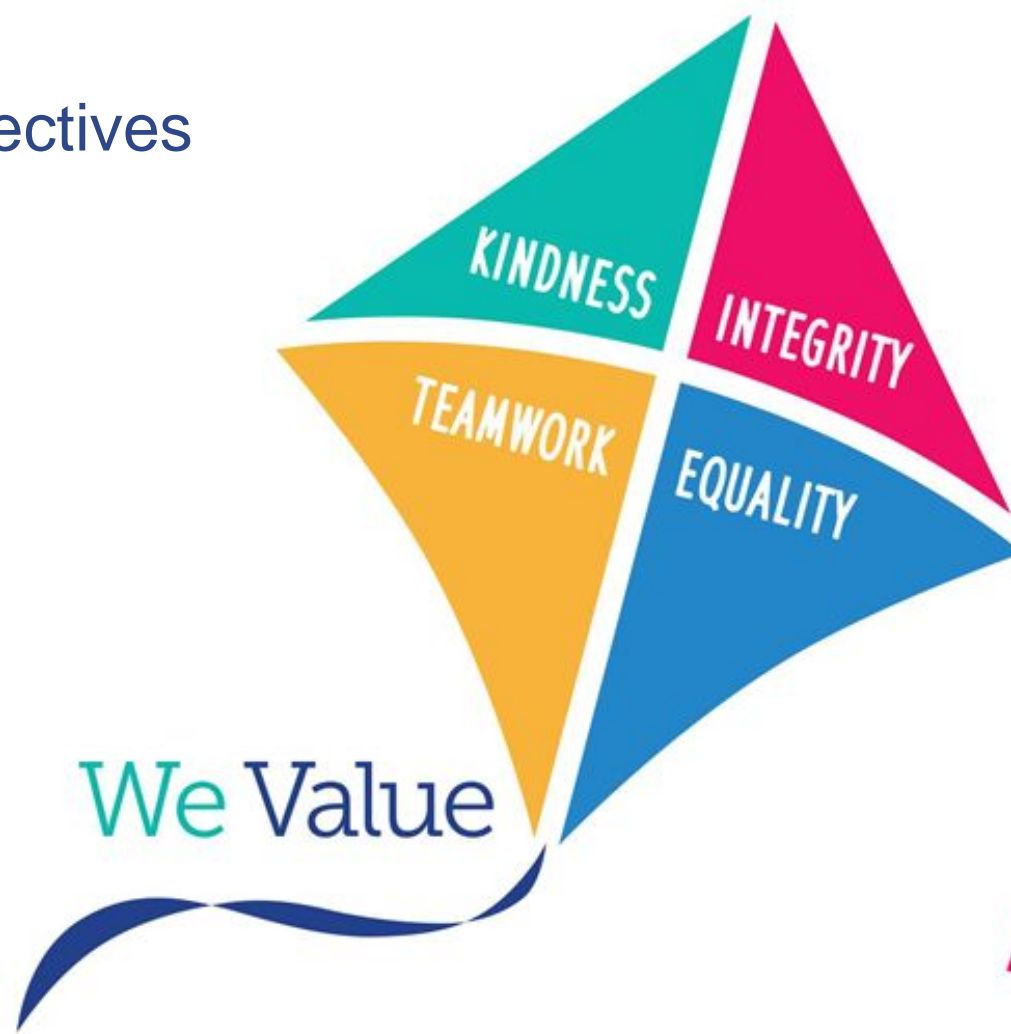 ectives
KINDNESS
INTEGRITY
TEAMWORK
EQUALITY
We Value